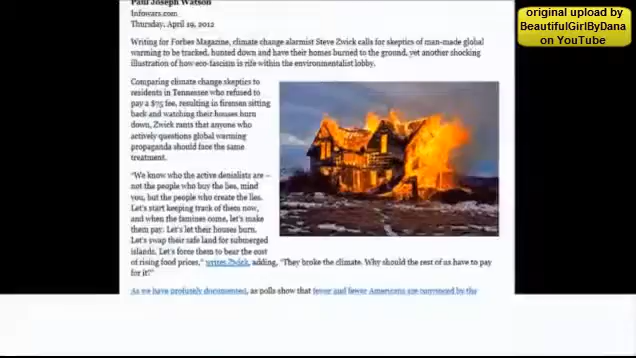 Paul Joseph Watson
Infowars.com
Thursday, April 19, 2012
Writing for Forbes Magazine, climate change alarmist Steve Zwick calls for skeptics of man-made global
warming to be tracked, hunted down and have their homes burned to the ground, yet another shocking
illustration of how eco-fascism is rife within the environmentalist lobby.
Comparing climate change skeptics to
residents in Tennessee who refused to
pay a $75 fee, resulting in firemen sitting
back and watching their houses burn
down, Zwick rants that anyone who
actively questions global warming
propaganda should face the same
treatment.
"We know who the active denialists are –
not the people who buy the lies, mind
you, but the people who create the lies.
Let's start keeping track of them now,
and when the famines come, let's make
them pay. Let's let their houses burn.
Let's swap their safe land for submerged
islands. Let's force them to bear the cost
of rising food prices," writes Zwick, adding, "They broke the climate. Why should the rest of us have to pay
for it?"
As we have profusely documented, as polls show that fewer and fewer Americans are convinced by the
original upload by
BeautifulGirlByDana
on YouTube